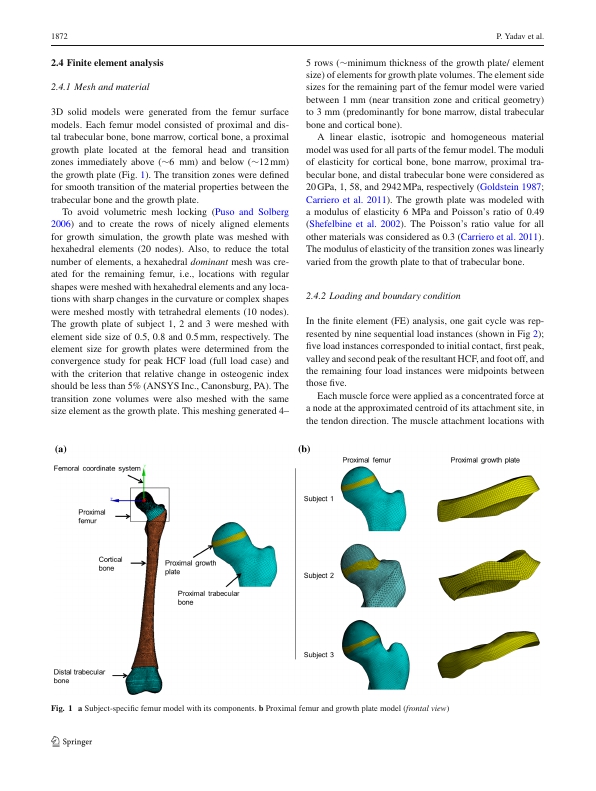 1872
P. Yadav et al.
2.4 Finite element analysis
2.4.1 Mesh and material
3D solid models were generated from the femur surface
models. Each femur model consisted of proximal and dis-
tal trabecular bone, bone marrow, cortical bone, a proximal
growth plate located at the femoral head and transition
zones immediately above (∼6 mm) and below (∼12 mm)
the growth plate (Fig. 1). The transition zones were defined
for smooth transition of the material properties between the
trabecular bone and the growth plate.
To avoid volumetric mesh locking (Puso and Solberg
2006) and to create the rows of nicely aligned elements
for growth simulation, the growth plate was meshed with
hexahedral elements (20 nodes). Also, to reduce the total
number of elements, a hexahedral dominant mesh was cre-
ated for the remaining femur, i.e., locations with regular
shapes were meshed with hexahedral elements and any loca-
tions with sharp changes in the curvature or complex shapes
were meshed mostly with tetrahedral elements (10 nodes).
The growth plate of subject 1, 2 and 3 were meshed with
element side size of 0.5, 0.8 and 0.5 mm, respectively. The
element size for growth plates were determined from the
convergence study for peak HCF load (full load case) and
with the criterion that relative change in osteogenic index
should be less than 5% (ANSYS Inc., Canonsburg, PA). The
transition zone volumes were also meshed with the same
size element as the growth plate. This meshing generated 4–
5 rows (∼minimum thickness of the growth plate/ element
size) of elements for growth plate volumes. The element side
sizes for the remaining part of the femur model were varied
between 1 mm (near transition zone and critical geometry)
to 3 mm (predominantly for bone marrow, distal trabecular
bone and cortical bone).
A linear elastic, isotropic and homogeneous material
model was used for all parts of the femur model. The moduli
of elasticity for cortical bone, bone marrow, proximal tra-
becular bone, and distal trabecular bone were considered as
20 GPa, 1, 58, and 2942 MPa, respectively (Goldstein 1987;
Carriero et al. 2011). The growth plate was modeled with
a modulus of elasticity 6 MPa and Poisson's ratio of 0.49
(Shefelbine et al. 2002). The Poisson's ratio value for all
other materials was considered as 0.3 (Carriero et al. 2011).
The modulus of elasticity of the transition zones was linearly
varied from the growth plate to that of trabecular bone.
2.4.2 Loading and boundary condition
In the finite element (FE) analysis, one gait cycle was rep-
resented by nine sequential load instances (shown in Fig 2);
five load instances corresponded to initial contact, first peak,
valley and second peak of the resultant HCF, and foot off, and
the remaining four load instances were midpoints between
those five.
Each muscle force were applied as a concentrated force at
a node at the approximated centroid of its attachment site, in
the tendon direction. The muscle attachment locations with
(a)
Femoral coordinate system
Proximal
femur
Cortical
bone
Proximal growth
plate
Proximal trabecular
bone
Distal trabecular
bone
(b)
Proximal femur
Proximal growth plate
Subject 1
Subject 2
Subject 3
Fig. 1 a Subject-specific femur model with its components. b Proximal femur and growth plate model (frontal view)
Springer